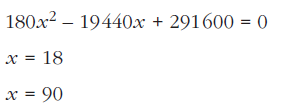 180x² – 19440x + 291600 = 0
x = 18
x = 90